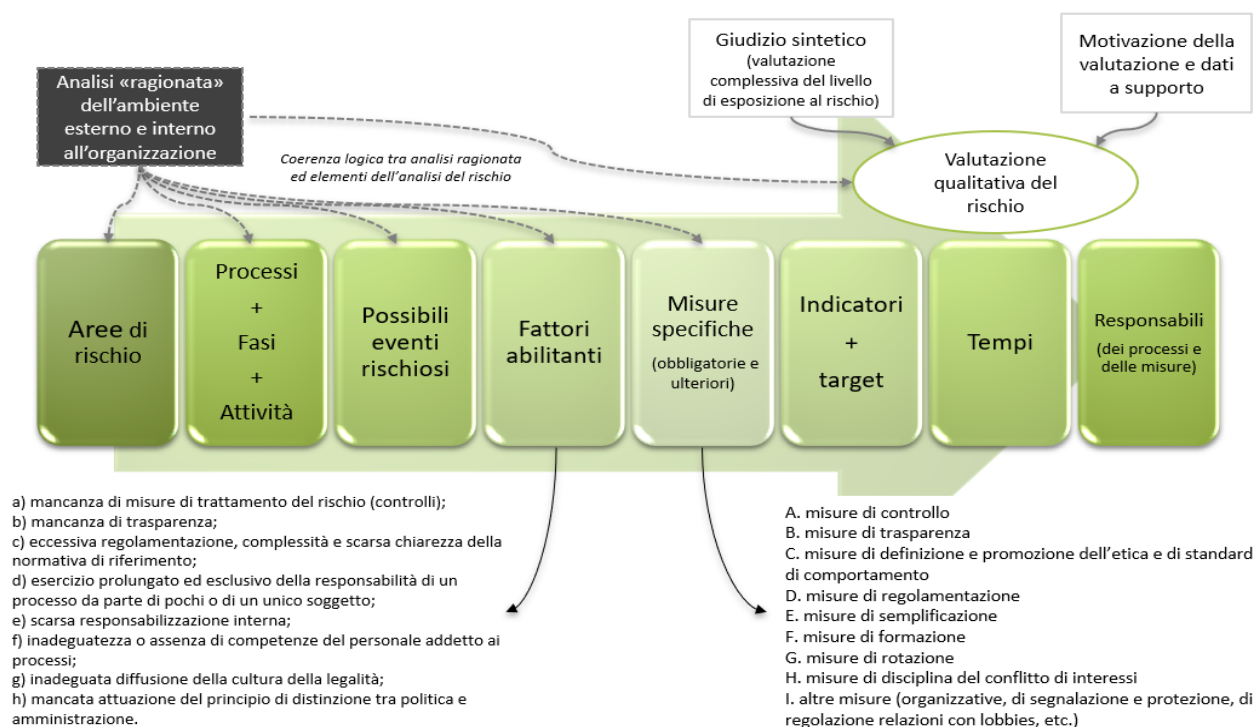 Giudizio sintetico
(valutazione
complessiva del livello
di esposizione al rischio)
Motivazione della
valutazione e dati
a supporto
Analisi «ragionata»
dell’ambiente
esterno e interno
all’organizzazione
Coerenza logica tra analisi ragionata
ed elementi dell’analisi del rischio
Valutazione
qualitativa del
rischio
Aree di
rischio
Processi
+
Fasi
+
Attività
Possibili
eventi
rischiosi
Fattori
abilitanti
Misure
specifiche
(obbligatorie e
ulteriori)
Indicatori
+
target
Tempi
Responsabili
(dei processi e
delle misure)
a) mancanza di misure di trattamento del rischio (controlli);
b) mancanza di trasparenza;
c) eccessiva regolamentazione, complessità e scarsa chiarezza della
normativa di riferimento;
d) esercizio prolungato ed esclusivo della responsabilità di un
processo da parte di pochi o di un unico soggetto;
e) scarsa responsabilizzazione interna;
f) inadeguatezza o assenza di competenze del personale addetto ai
processi;
g) inadeguata diffusione della cultura della legalità;
h) mancata attuazione del principio di distinzione tra politica e
amministrazione.
A. misure di controllo
B. misure di trasparenza
C. misure di definizione e promozione dell’etica e di standard
di comportamento
D. misure di regolamentazione
E. misure di semplificazione
F. misure di formazione
G. misure di rotazione
H. misure di disciplina del conflitto di interessi
I. altre misure (organizzative, di segnalazione e protezione, di
regolazione relazioni con lobbies, etc.)